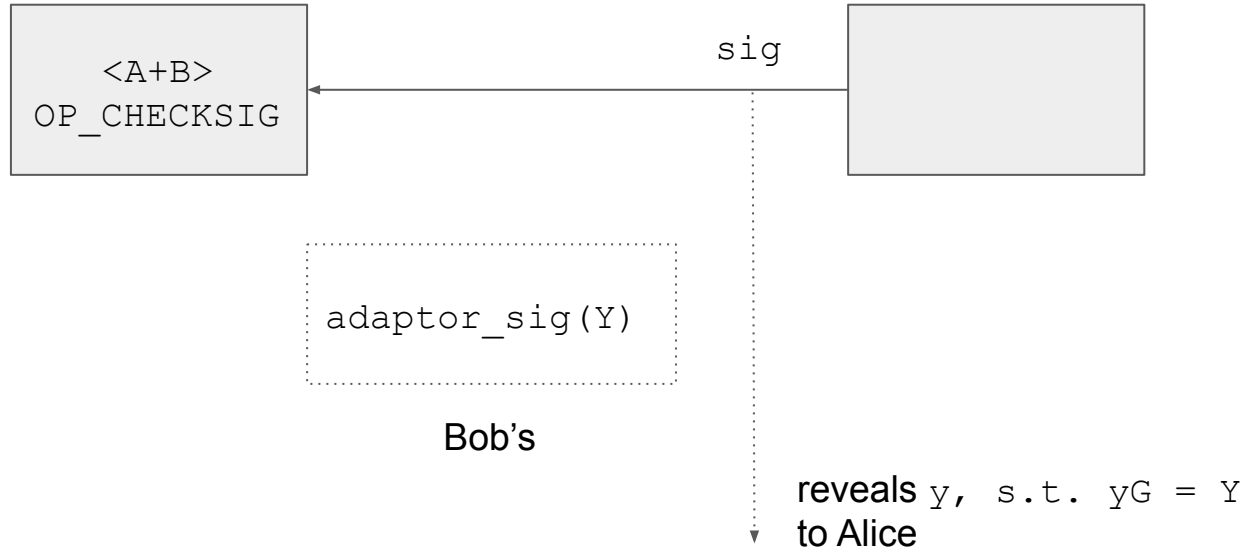 <A+B>
OP_CHECKSIG
sig
adaptor_sig(Y)
Bob’s
reveals y, s.t. yG = Y
to Alice